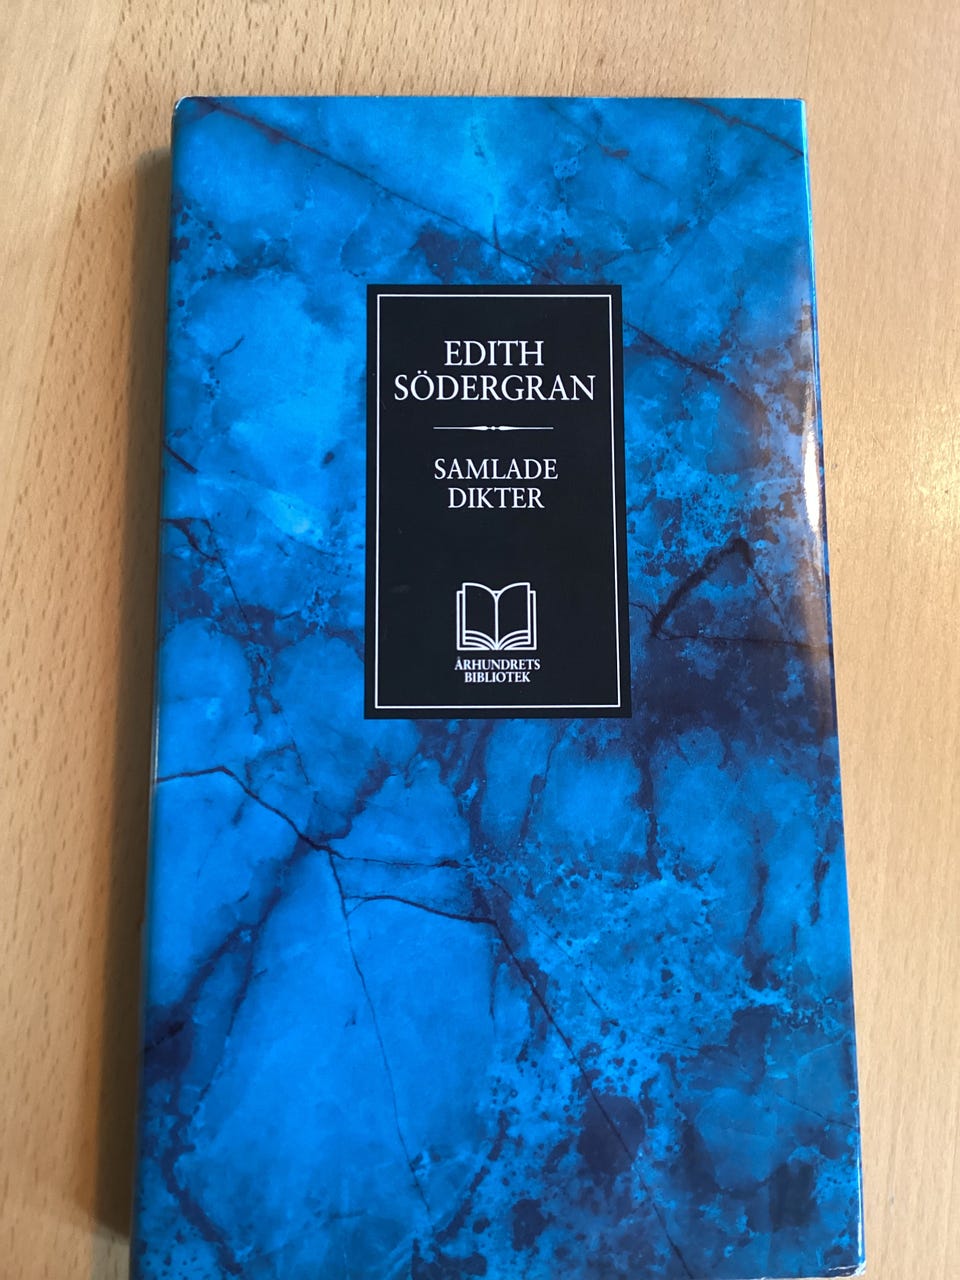 EDITH
SÖDERGRAN
SAMLADE
DIKTER
ÅRHUNDRETS
BIBLIOTEK